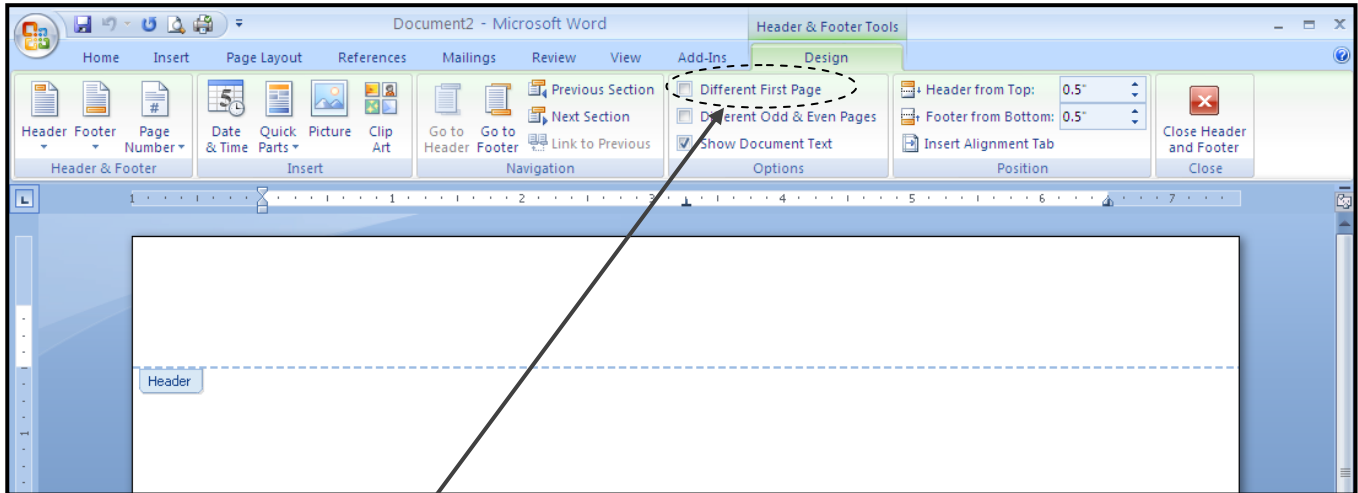 Document2 - Microsoft Word
Header & Footer Tools
Home Insert Page Layout References Mailings Review View Add-Ins Design
Header Footer Page Number
Date & Time Quick Parts Picture Clip Art
Go to Header Go to Footer
Previous Section
Next Section
Link to Previous
Different First Page
Different Odd & Even Pages
Show Document Text
Header from Top: 0.5"
Footer from Bottom: 0.5"
Insert Alignment Tab
Close Header and Footer
Header & Footer Insert Navigation Options Position Close
1 1 2 3 4 5 6 7
Header
1